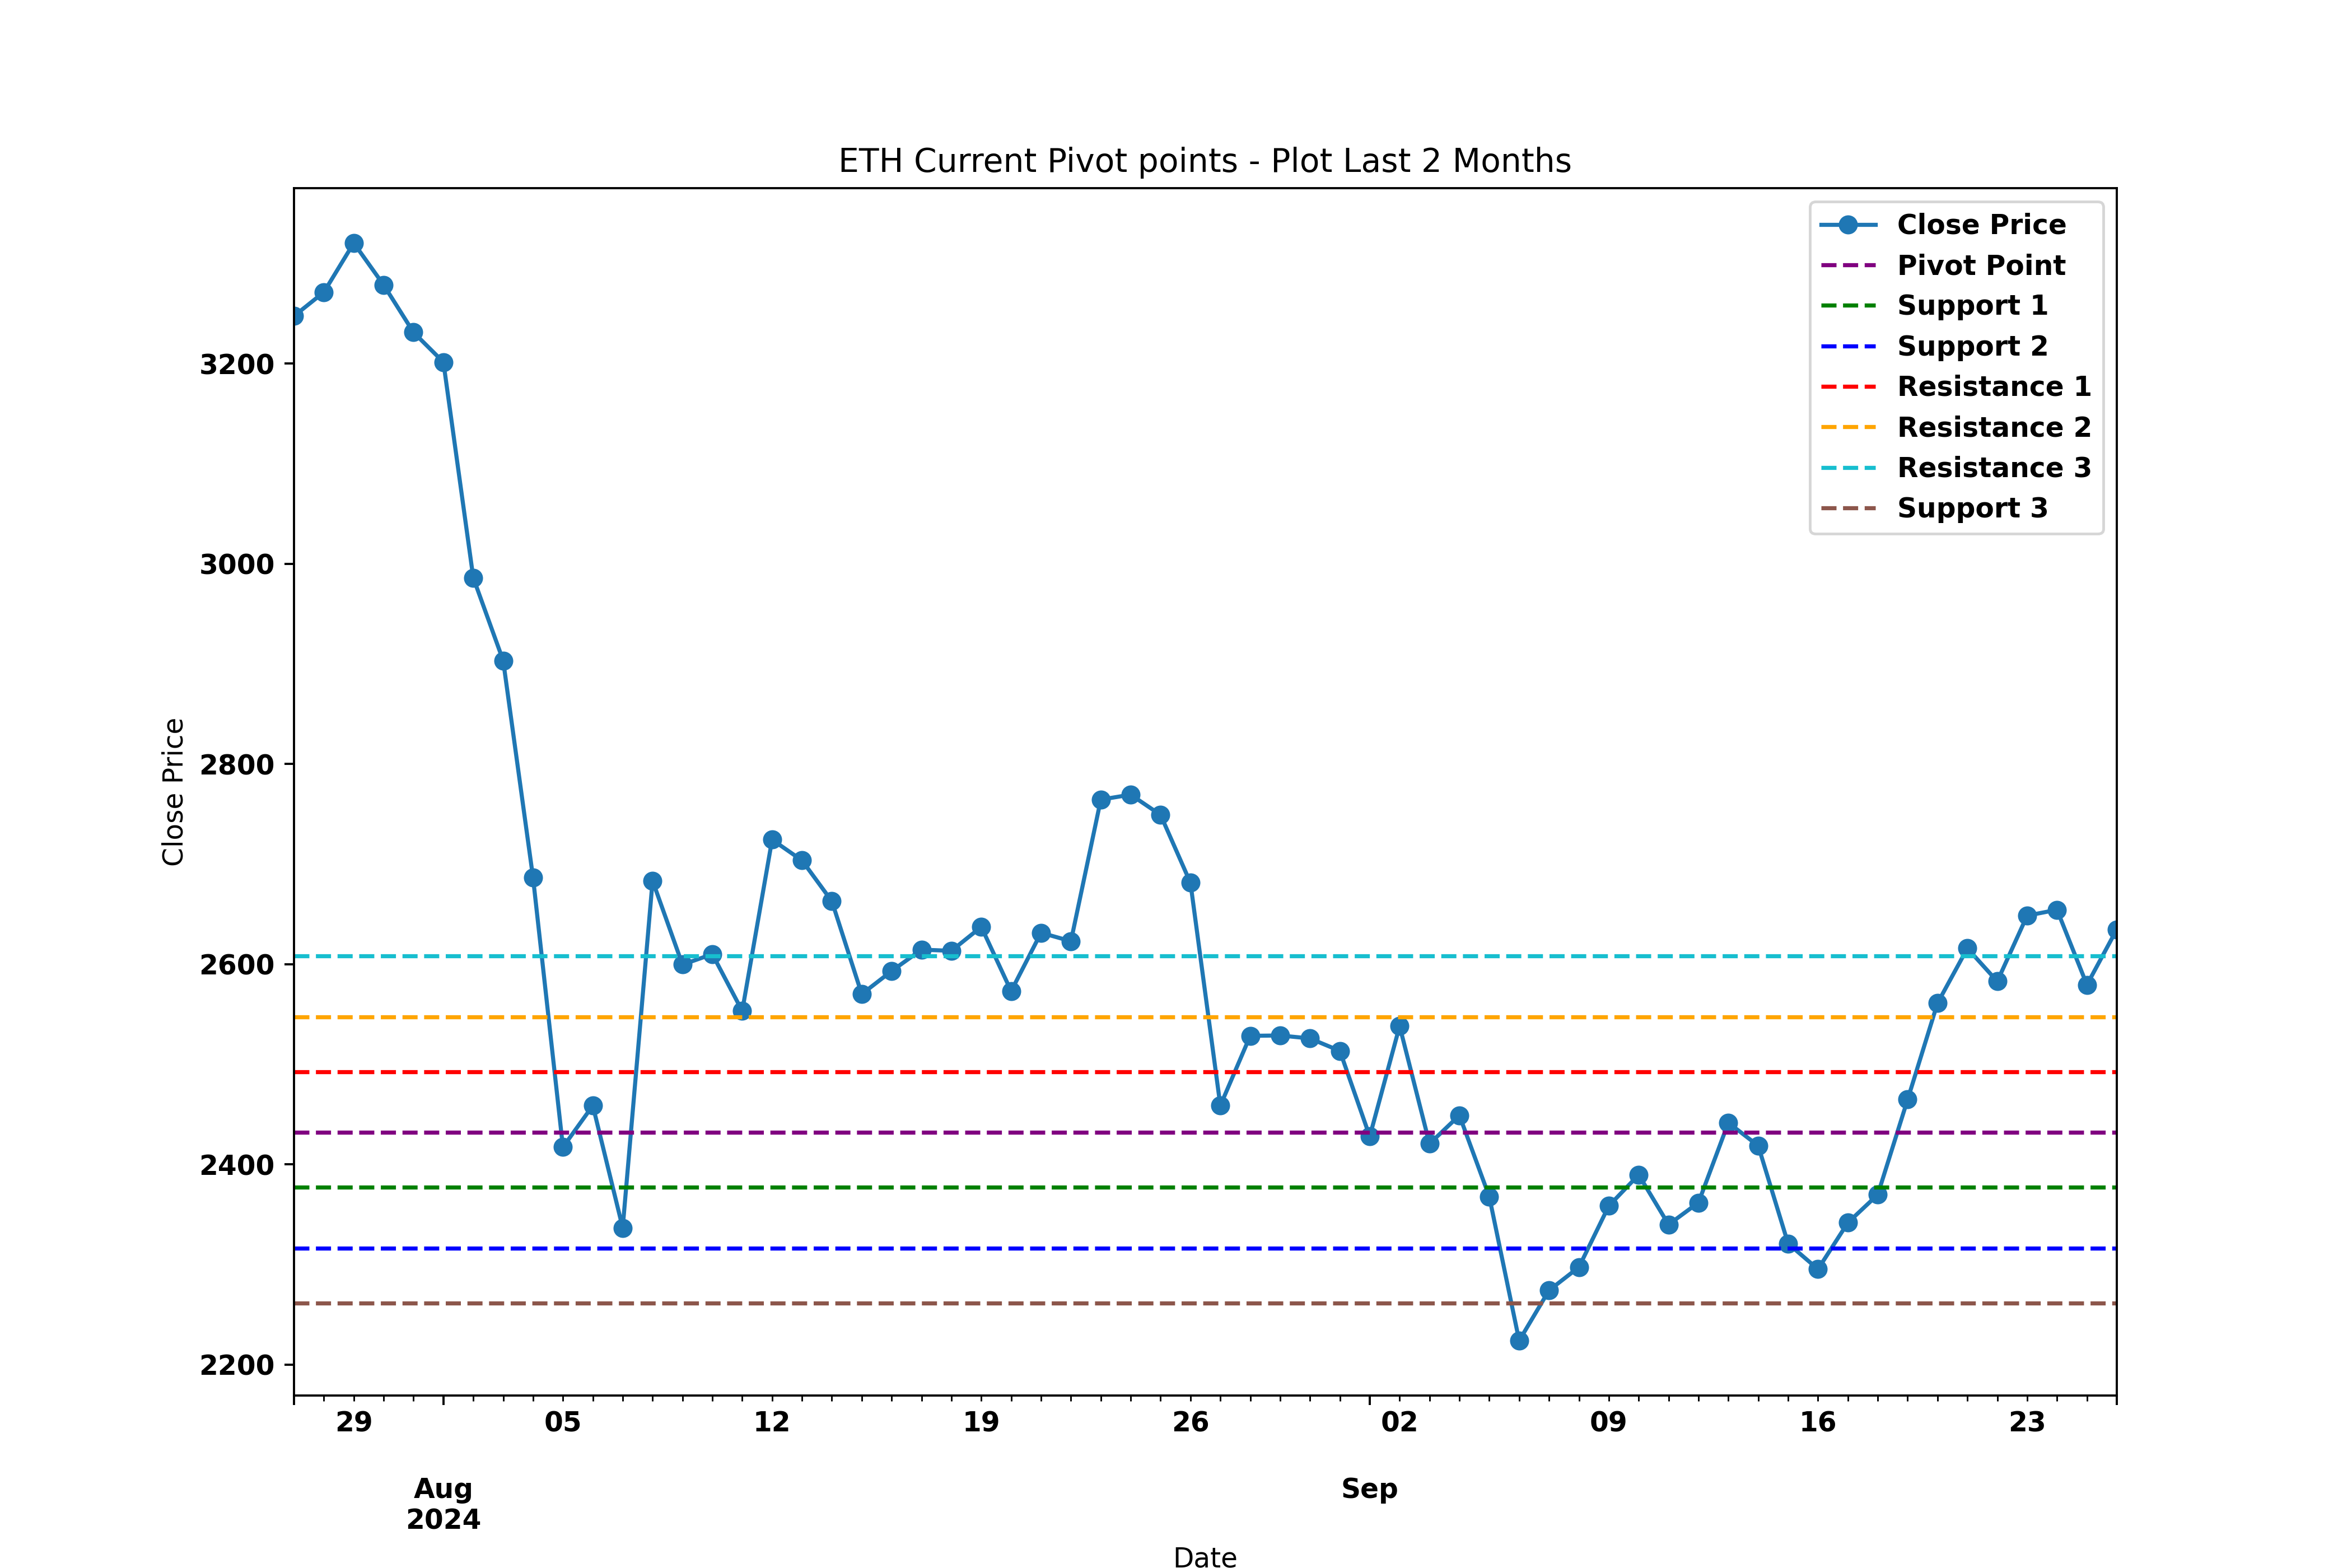 ETH Current Pivot points - Plot Last 2 Months
Close Price
Pivot Point
Support 1
Support 2
Resistance 1
Resistance 2
Resistance 3
Support 3
3200
3000
2800
2600
2400
2200
Close Price
29 05 12 19 26 02 09 16 23
Aug Sep
2024
Date